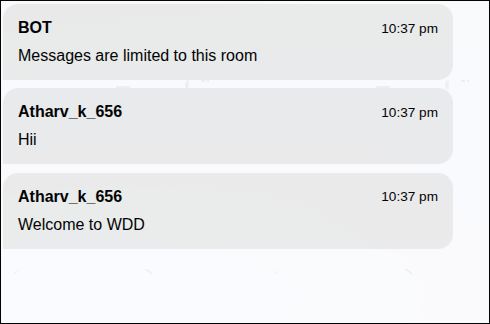 BOT 10:37 pm
Messages are limited to this room
Atharv_k_656 10:37 pm
Hii
Atharv_k_656 10:37 pm
Welcome to WDD